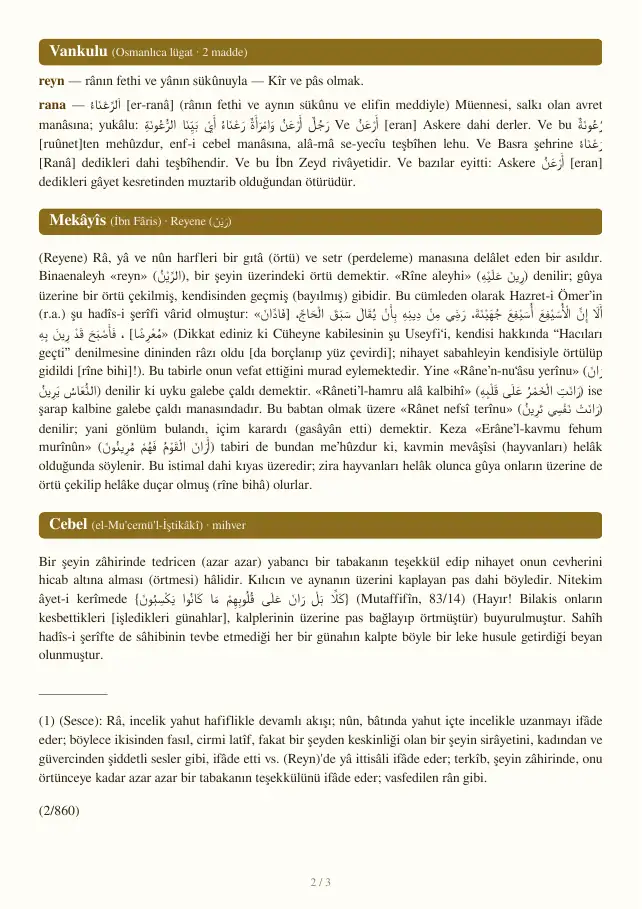 Vankulu (Osmanlıca lügat · 2 madde)
reyn — rânın fethi ve yânın sükûnuyla — Kîr ve pâs olmak.
rana — اَلرَّعْنَاءُ [er-ranâ] (rânın fethi ve aynın sükûnu ve elifin meddiyle) Müennesi, salkı olan avret
manâsına; yukâlu: رَجُلٌ أَرْعَنُ وَامْرَأَةٌ رَعْنَاءُ أَيْ بَيِّنَا الرُّعُونَةِ Ve أَرْعَنُ [eran] Askere dahi derler. Ve bu رُعُونَةٌ
[ruûnet]ten mehûzdur, enf-i cebel manâsına, alâ-mâ se-yecîu teşbîhen lehu. Ve Basra şehrine رَعْنَاءُ
[Ranâ] dedikleri dahi teşbîhendir. Ve bu İbn Zeyd rivâyetidir. Ve bazılar eyitti: Askere أَرْعَنُ [eran]
dedikleri gâyet kesretinden muztarib olduğundan ötürüdür.
Mekâyîs (İbn Fâris) · Reyene (رَيَنَ)
(Reyene) Râ, yâ ve nûn harfleri bir gıtâ (örtü) ve setr (perdeleme) manasına delâlet eden bir asıldır.
Binaenaleyh «reyn» (الرَّيْنُ), bir şeyin üzerindeki örtü demektir. «Rîne aleyhi» (رِينَ عَلَيْهِ) denilir; gûya
üzerine bir örtü çekilmiş, kendisinden geçmiş (bayılmış) gibidir. Bu cümleden olarak Hazret-i Ömer'in
(r.a.) şu hadîs-i şerîfi vârid olmuştur: «أَلَا إِنَّ الْأُسَيْفِعَ أُسَيْفِعَ جُهَيْنَةَ، رَضِيَ مِنْ دِينِهِ بِأَنْ يُقَالَ سَبَقَ الْحَاجَّ، [فَادَّانَ
مُعْرِضًا] ، فَأَصْبَحَ قَدْ رِينَ بِهِ» (Dikkat ediniz ki Cüheyne kabilesinin şu Useyfi‘i, kendisi hakkında “Hacıları
geçti” denilmesine dininden râzı oldu [da borçlanıp yüz çevirdi]; nihayet sabahleyin kendisiyle örtülüp
gidildi [rîne bihi]!). Bu tabirle onun vefat ettiğini murad eylemektedir. Yine «Râne'n-nu‘âsu yerînu» (رَانَ
النُّعَاسُ يَرِينُ) denilir ki uyku galebe çaldı demektir. «Râneti'l-hamru alâ kalbihî» (رَانَتِ الْخَمْرُ عَلَى قَلْبِهِ) ise
şarap kalbine galebe çaldı manasındadır. Bu babtan olmak üzere «Rânet nefsî terînu» (رَانَتْ نَفْسِي تَرِينُ)
denilir; yani gönlüm bulandı, içim karardı (gasâyân etti) demektir. Keza «Erâne'l-kavmu fehum
murînûn» (أَرَانَ الْقَوْمُ فَهُمْ مُرِينُونَ) tabiri de bundan me'hûzdur ki, kavmin mevâşîsi (hayvanları) helâk
olduğunda söylenir. Bu istimal dahi kıyas üzeredir; zira hayvanları helâk olunca gûya onların üzerine de
örtü çekilip helâke duçar olmuş (rîne bihâ) olurlar.
Cebel (el-Mu'cemü'l-İştikâkî) · mihver
Bir şeyin zâhirinde tedricen (azar azar) yabancı bir tabakanın teşekkül edip nihayet onun cevherini
hicab altına alması (örtmesi) hâlidir. Kılıcın ve aynanın üzerini kaplayan pas dahi böyledir. Nitekim
âyet-i kerîmede {كَلَّا بَلْ رَانَ عَلَى قُلُوبِهِمْ مَا كَانُوا يَكْسِبُونَ} (Mutaffifîn, 83/14) (Hayır! Bilakis onların
kesbettikleri [işledikleri günahlar], kalplerinin üzerine pas bağlayıp örtmüştür) buyurulmuştur. Sahîh
hadîs-i şerîfte de sâhibinin tevbe etmediği her bir günahın kalpte böyle bir leke husule getirdiği beyan
olunmuştur.
(1) (Sesce): Râ, incelik yahut hafiflikle devamlı akışı; nûn, bâtında yahut içte incelikle uzanmayı ifâde
eder; böylece ikisinden fasıl, cirmi latîf, fakat bir şeyden keskinliği olan bir şeyin sirâyetini, kadından ve
güvercinden şiddetli sesler gibi, ifâde etti vs. (Reyn)'de yâ ittisâli ifâde eder; terkîb, şeyin zâhirinde, onu
örtünceye kadar azar azar bir tabakanın teşekkülünü ifâde eder; vasfedilen rân gibi.
(2/860)
2 / 3